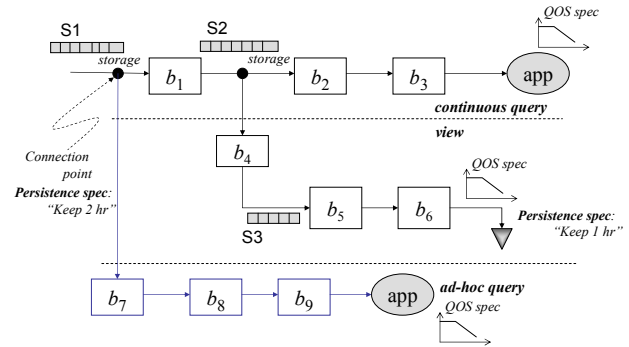 S1
S2
QOS spec
storage
storage
b1
b2
b3
app
continuous query
view
Connection
point
b4
QOS spec
Persistence spec:
“Keep 2 hr”
b5
b6
Persistence spec:
“Keep 1 hr”
S3
b7
b8
b9
app
ad-hoc query
QOS spec